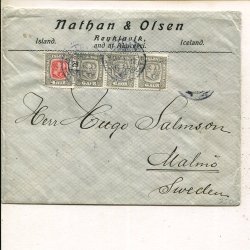 Nathan & Olsen
Reykjavik,
Island. and at Akureyri. Iceland.
Herr Hugo Salmson
Malmö
Sweden